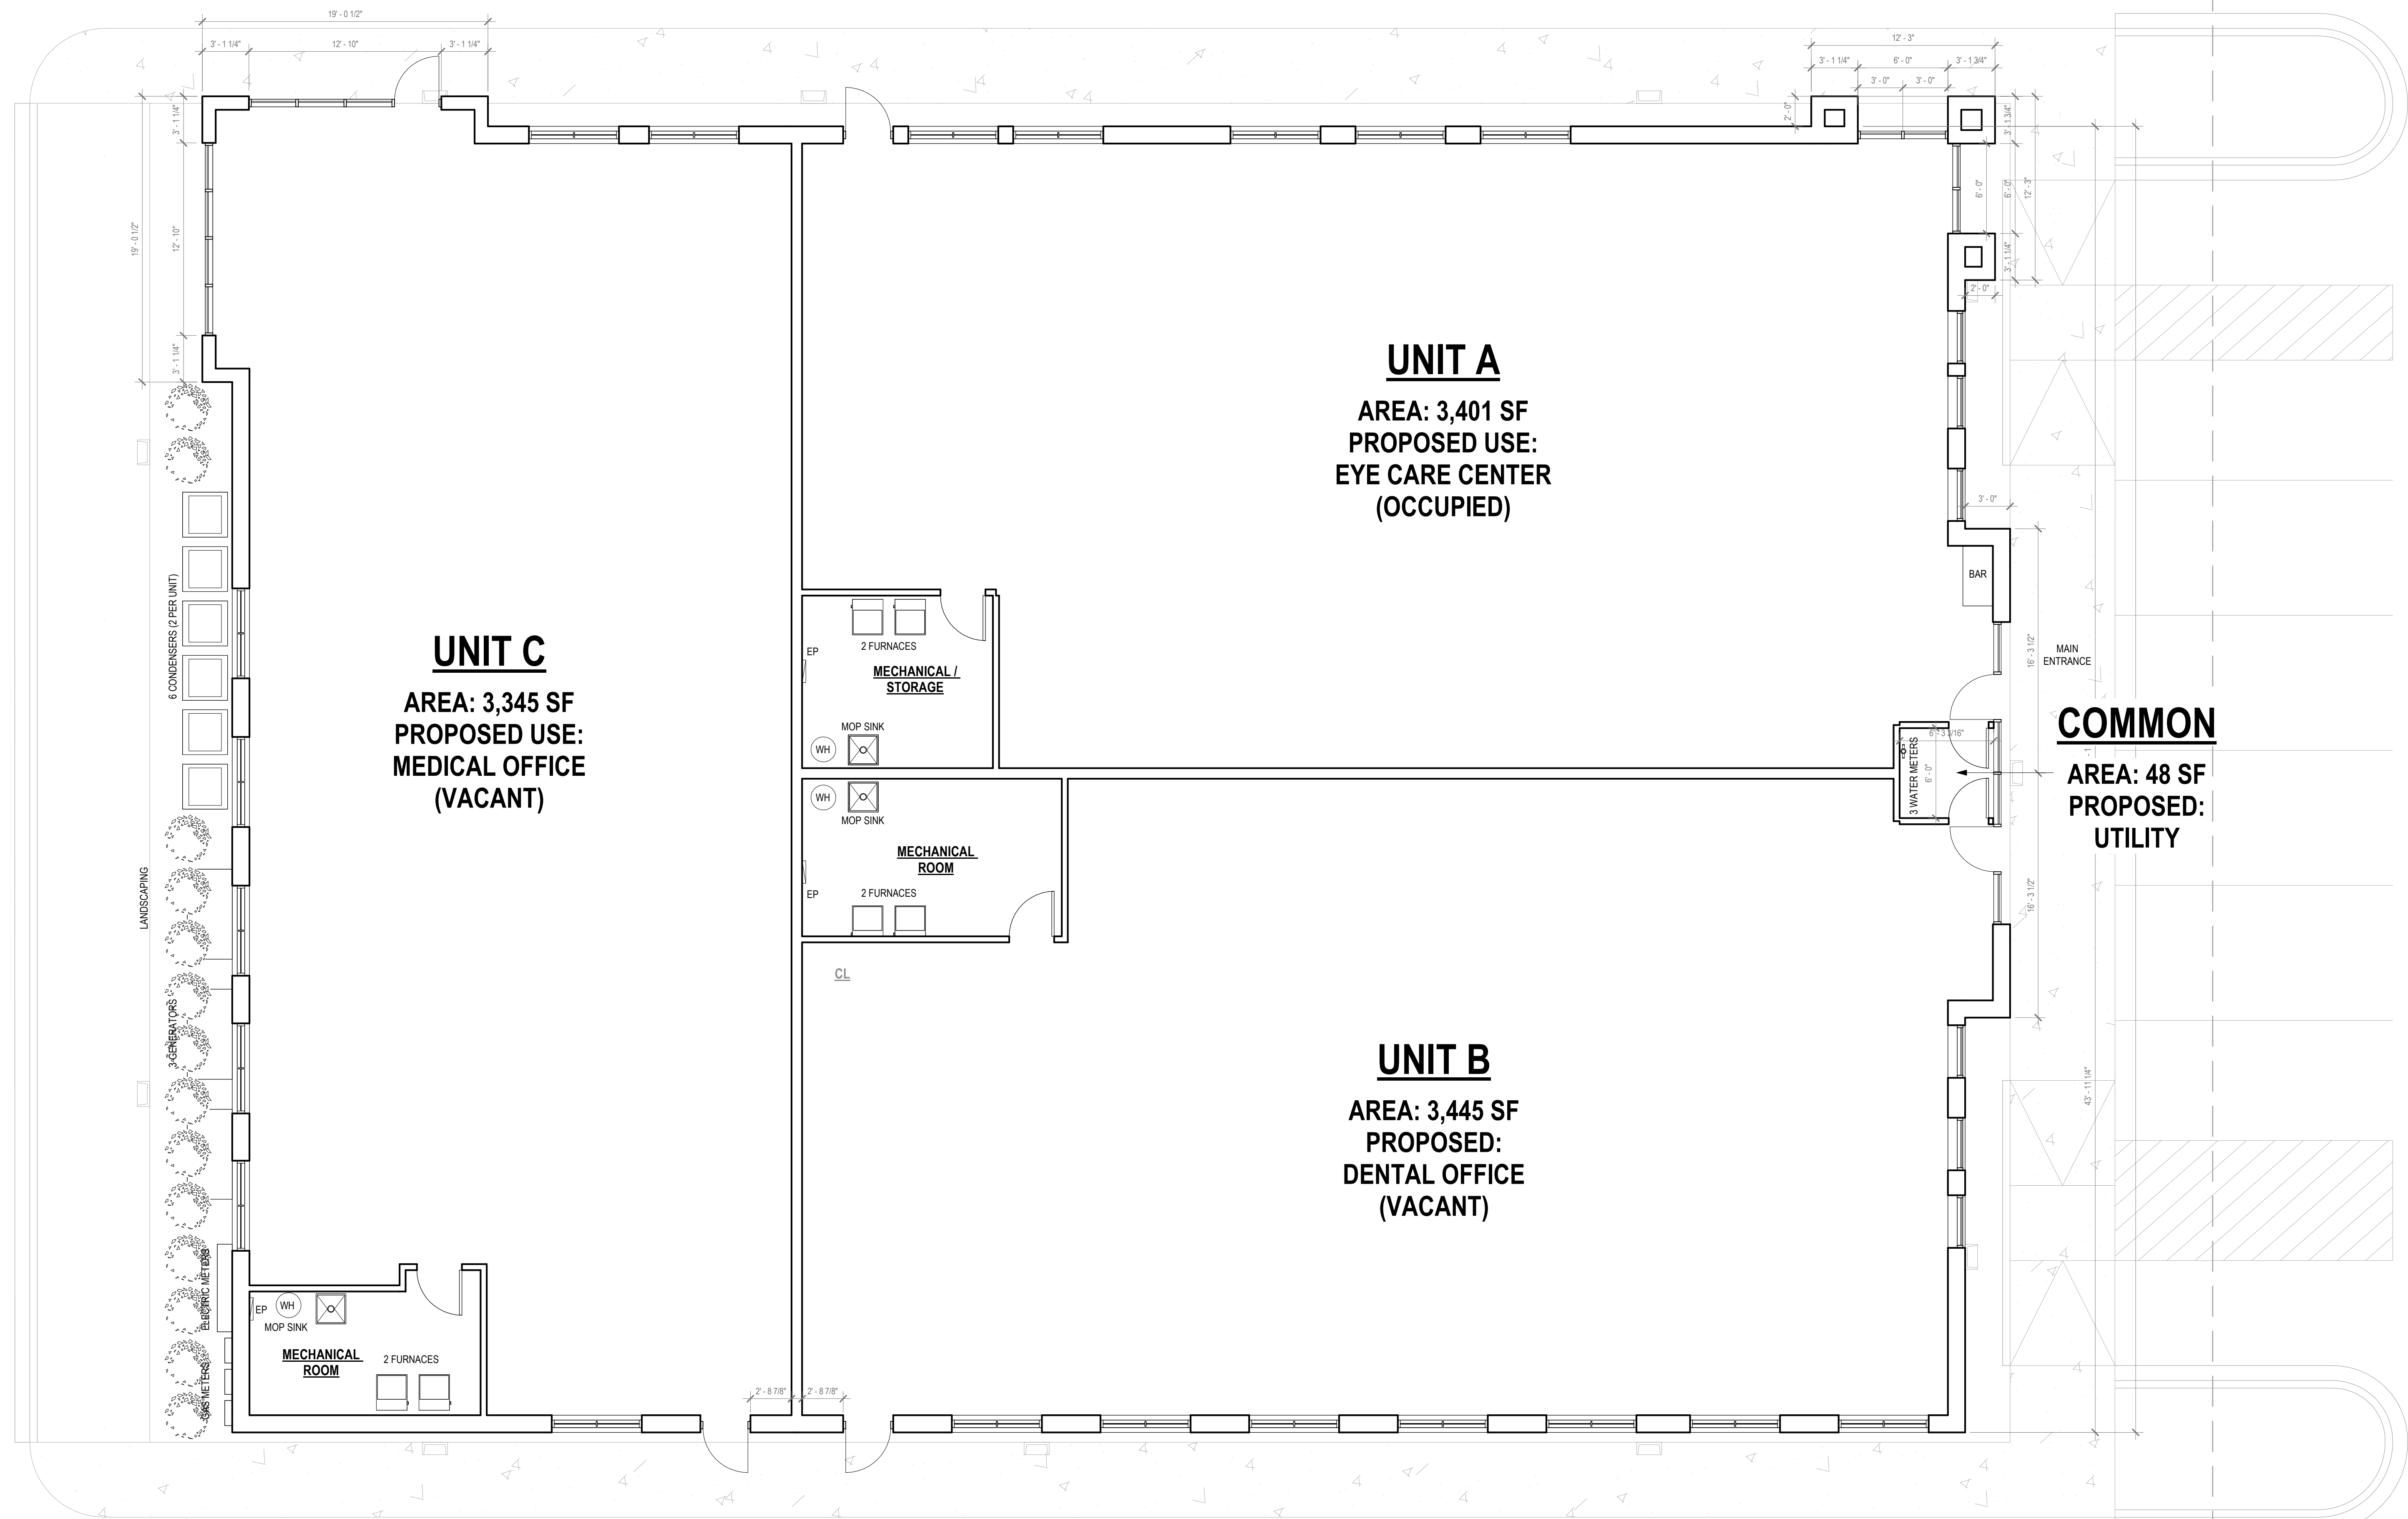 19' - 0 1/2"
3' - 1 1/4"
12' - 10"
3' - 1 1/4"
12' - 3"
3' - 1 1/4"
6' - 0"
3' - 1 3/4"
3' - 0"
3' - 0"
2' - 0"
3' - 1 1/4"
12' - 10"
19' - 0 1/2"
3' - 1 1/4"
3' - 1 3/4"
6' - 0"
6' - 0"
12' - 3"
3' - 1 1/4"
2' - 0"
3' - 0"
UNIT A
AREA: 3,401 SF
PROPOSED USE:
EYE CARE CENTER
(OCCUPIED)
BAR
16' - 3 1/2"
MAIN
ENTRANCE
6 CONDENSERS (2 PER UNIT)
UNIT C
AREA: 3,345 SF
PROPOSED USE:
MEDICAL OFFICE
(VACANT)
2 FURNACES
EP
MECHANICAL /
STORAGE
MOP SINK
WH
WH
MOP SINK
MECHANICAL
ROOM
2 FURNACES
EP
CL
6' - 3 3/16"
3 WATER METERS
6' - 0"
COMMON
AREA: 48 SF
PROPOSED:
UTILITY
16' - 3 1/2"
43' - 11 1/4"
LANDSCAPING
3 GENERATORS
UNIT B
AREA: 3,445 SF
PROPOSED:
DENTAL OFFICE
(VACANT)
ELECTRIC METERS
GAS METERS
EP
WH
MOP SINK
MECHANICAL
ROOM
2 FURNACES
2' - 8 7/8"
2' - 8 7/8"